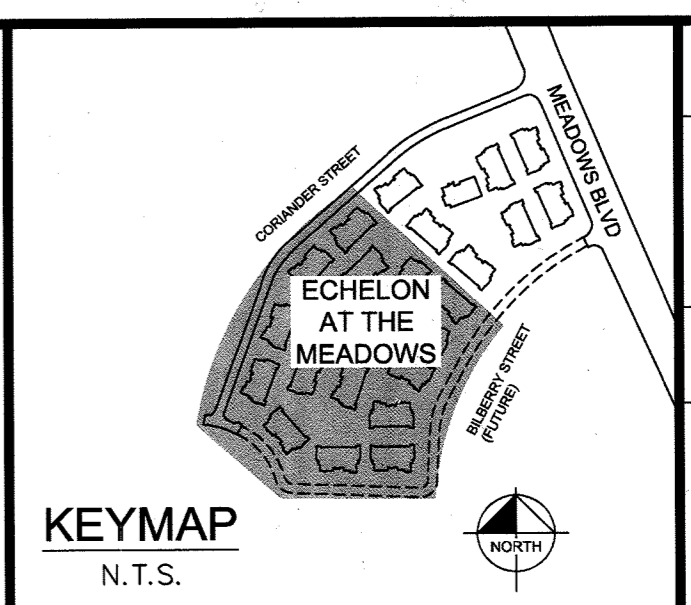 MEADOWS BLVD
CORIANDER STREET
ECHELON
AT THE
MEADOWS
BILBERRY STREET
(FUTURE)
KEYMAP
N.T.S.
NORTH